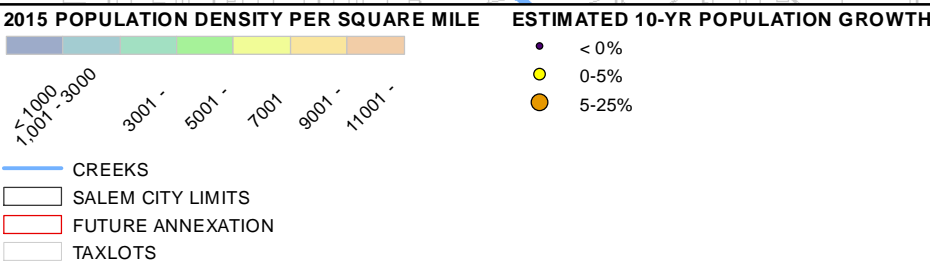 2015 POPULATION DENSITY PER SQUARE MILE
< 1000
1,001 - 3000
3001 -
5001 -
7001
9001 -
11001 -
ESTIMATED 10-YR POPULATION GROWTH
< 0%
0-5%
5-25%
CREEKS
SALEM CITY LIMITS
FUTURE ANNEXATION
TAXLOTS